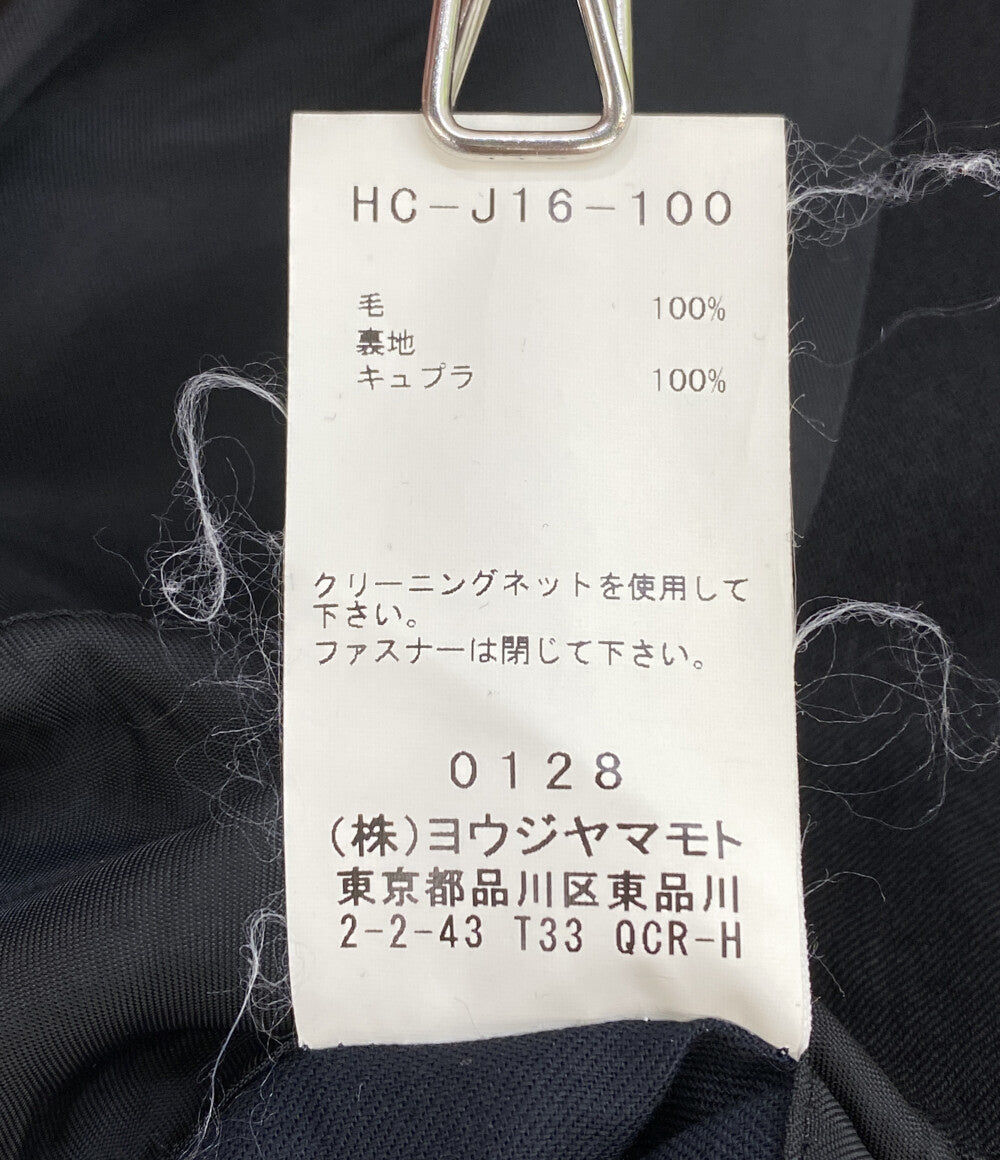 HC-J16-100
毛 100%
裏地
キュプラ 100%
クリーニングネットを使用して
下さい。
ファスナーは閉じて下さい。
0128
(株)ヨウジヤマモト
東京都品川区東品川
2-2-43 T33 QCR-H